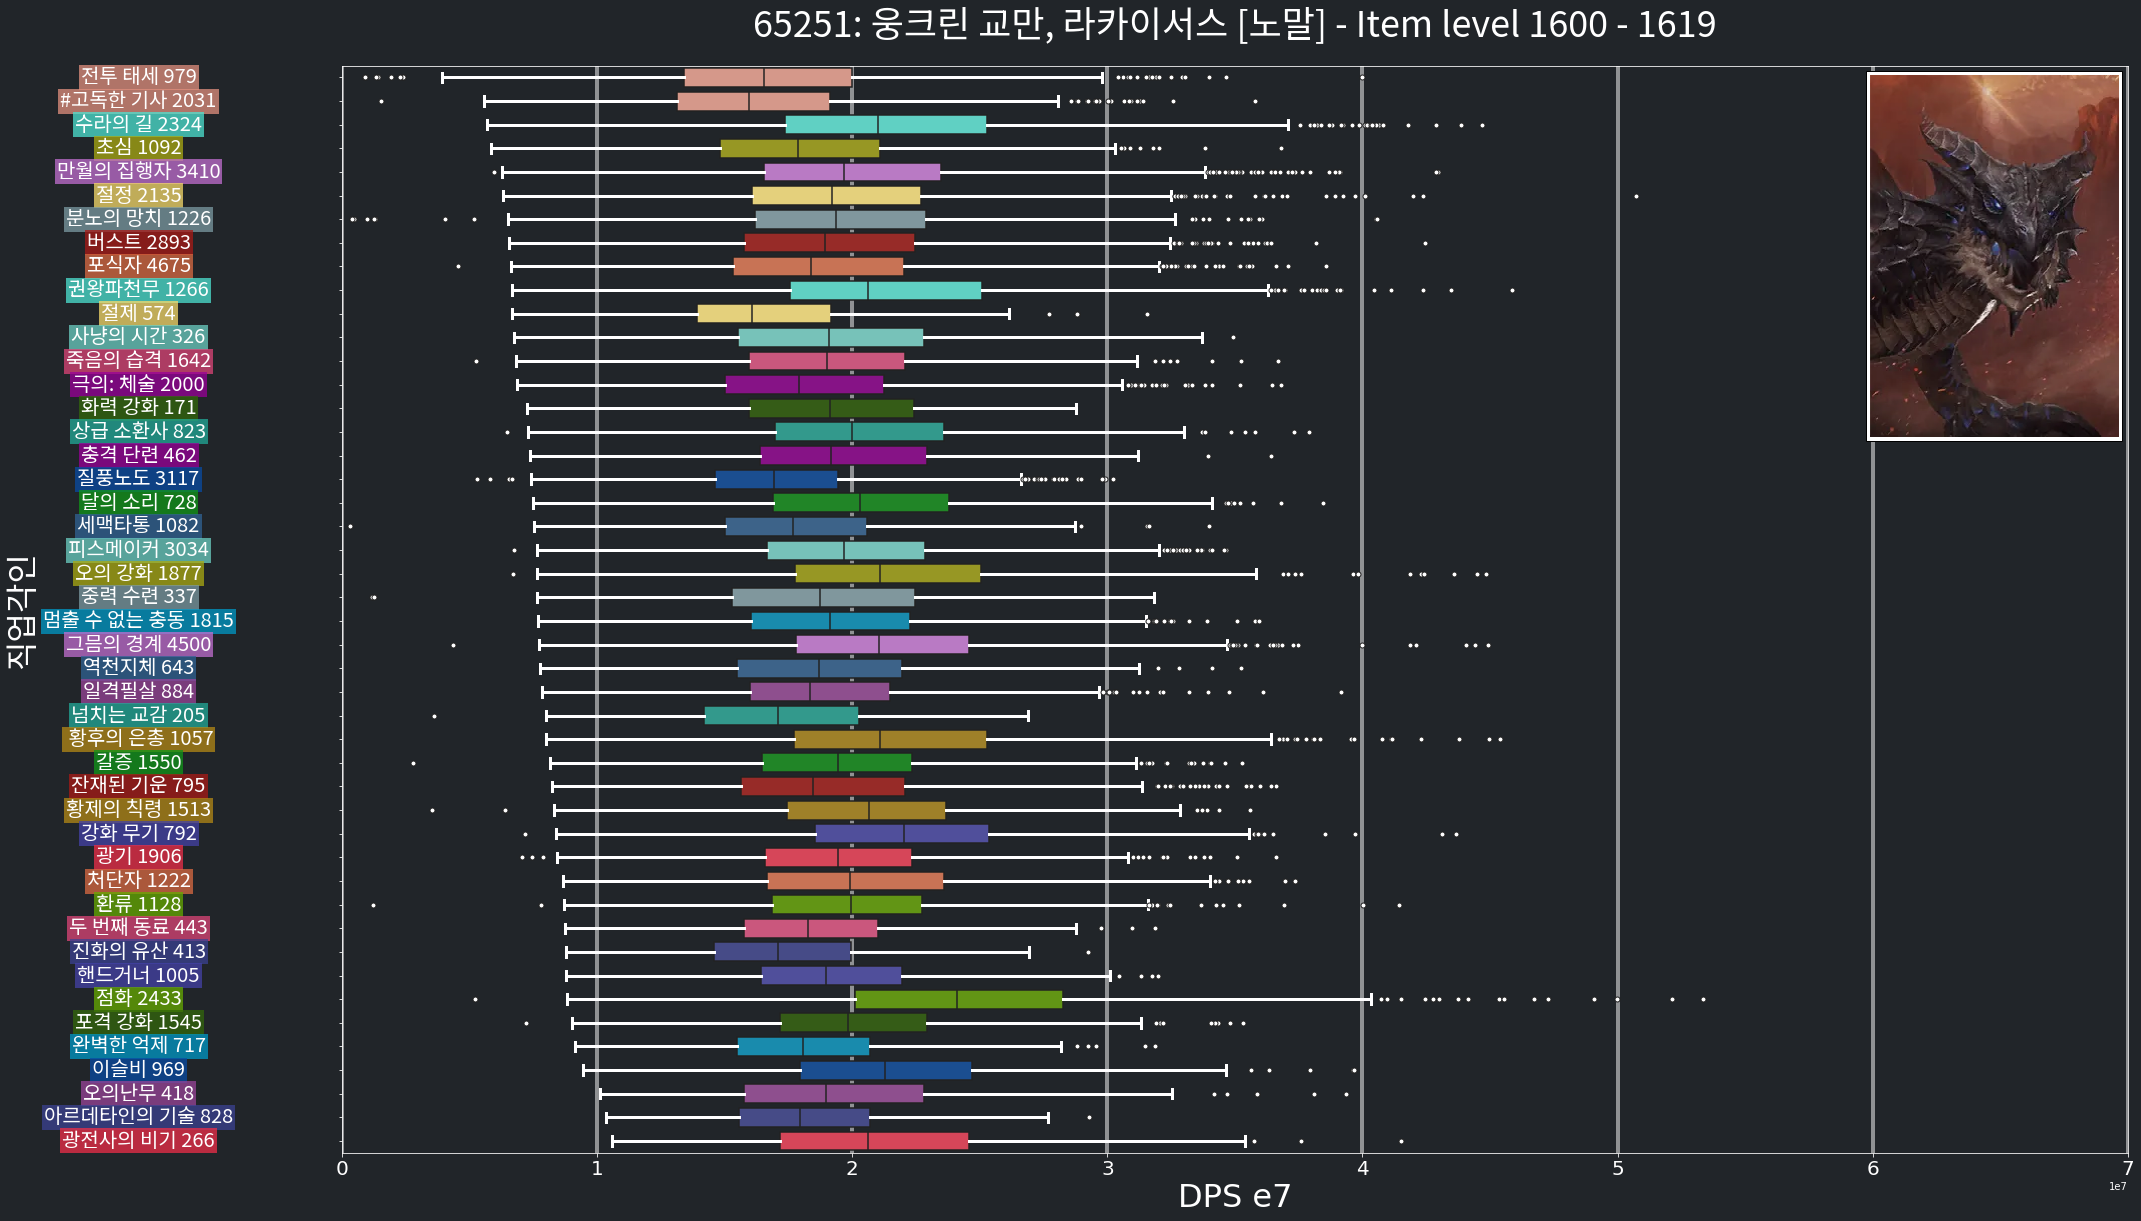 65251: 웅크린 교만, 라카이서스 [노말] - Item level 1600 - 1619
직업각인
전투 태세 979
#고독한 기사 2031
수라의 길 2324
초심 1092
만월의 집행자 3410
절정 2135
분노의 망치 1226
버스트 2893
포식자 4675
권왕파천무 1266
절제 574
사냥의 시간 326
죽음의 습격 1642
극의: 체술 2000
화력 강화 171
상급 소환사 823
충격 단련 462
질풍노도 3117
달의 소리 728
세맥타통 1082
피스메이커 3034
오의 강화 1877
중력 수련 337
멈출 수 없는 충동 1815
그믐의 경계 4500
역천지체 643
일격필살 884
넘치는 교감 205
황후의 은총 1057
갈증 1550
잔재된 기운 795
황제의 칙령 1513
강화 무기 792
광기 1906
처단자 1222
환류 1128
두 번째 동료 443
진화의 유산 413
핸드거너 1005
점화 2433
포격 강화 1545
완벽한 억제 717
이슬비 969
오의난무 418
아르데타인의 기술 828
광전사의 비기 266
0 1 2 3 4 5 6 7
1e7
DPS e7